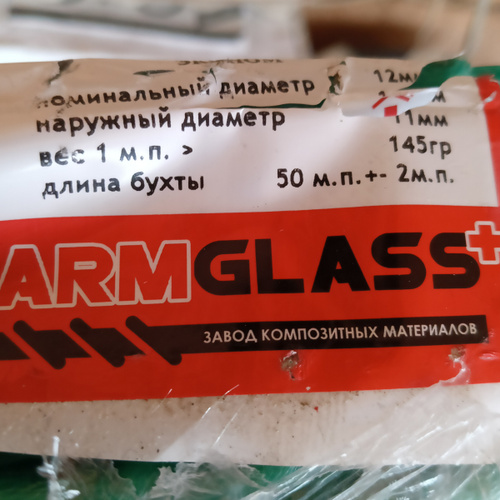 номинальный диаметр 12мм
наружный диаметр 11мм
вес 1 м.п. > 145гр
длина бухты 50 м.п.+- 2м.п.
ARMGLASS+
ЗАВОД КОМПОЗИТНЫХ МАТЕРИАЛОВ